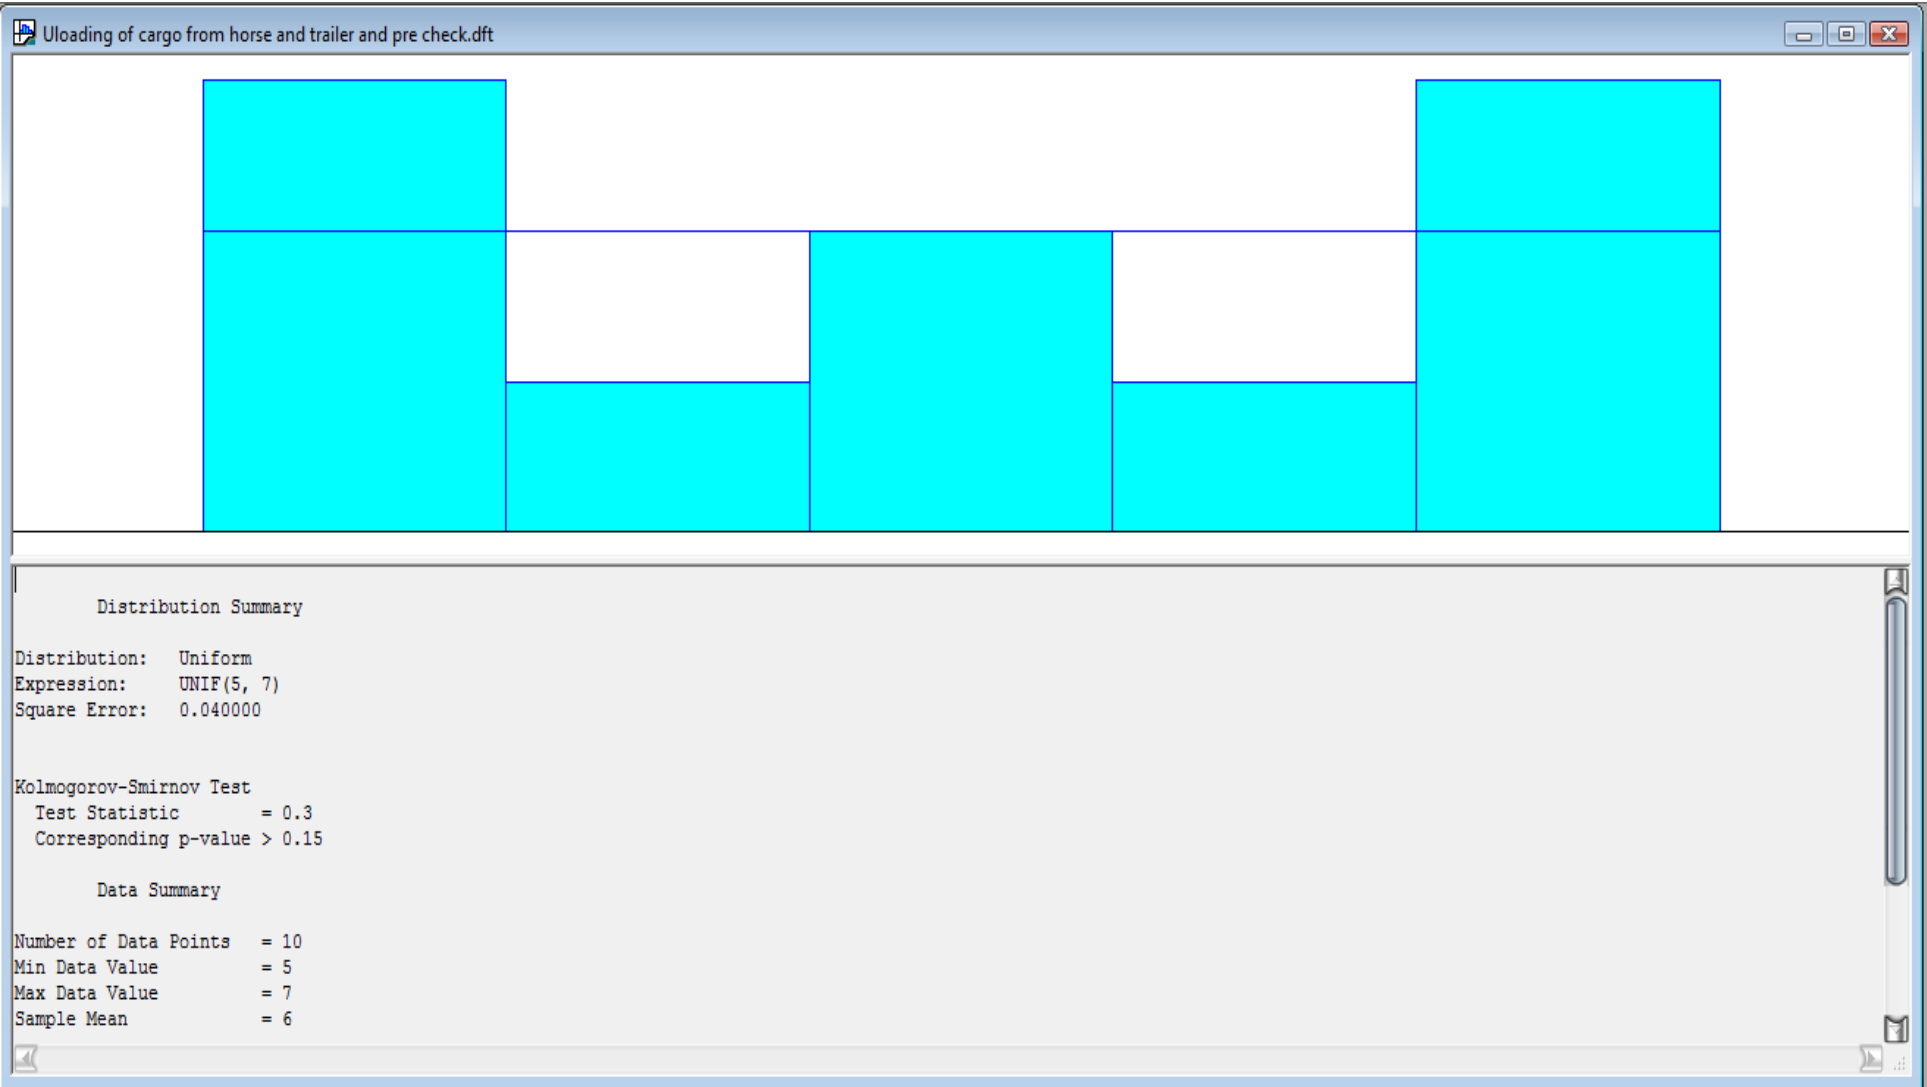 Uloading of cargo from horse and trailer and pre check.dft
Distribution Summary
Distribution: Uniform
Expression: UNIF(5, 7)
Square Error: 0.040000
Kolmogorov-Smirnov Test
Test Statistic = 0.3
Corresponding p-value > 0.15
Data Summary
Number of Data Points = 10
Min Data Value = 5
Max Data Value = 7
Sample Mean = 6